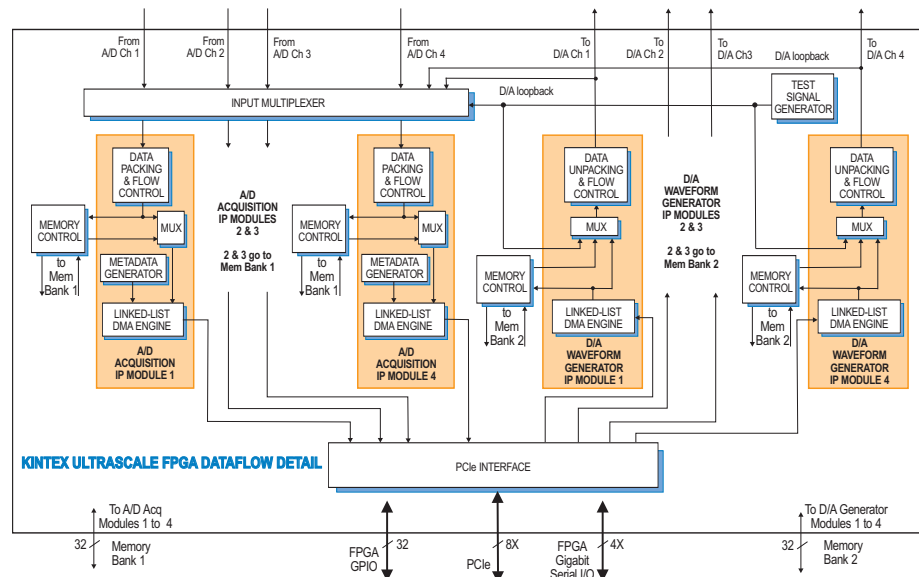 From
A/D Ch 1
From
A/D Ch 2
From
A/D Ch 3
From
A/D Ch 4
To
D/A Ch 1
To
D/A Ch 2
To
D/A Ch3
To
D/A Ch 4
D/A loopback
D/A loopback
INPUT MULTIPLEXER
TEST
SIGNAL
GENERATOR
DATA
PACKING
& FLOW
CONTROL
MUX
MEMORY
CONTROL
to
Mem
Bank 1
METADATA
GENERATOR
LINKED-LIST
DMA ENGINE
A/D
ACQUISITION
IP MODULE 1
A/D
ACQUISITION
IP MODULES
2 & 3
2 & 3 go to
Mem Bank 1
DATA
PACKING
& FLOW
CONTROL
MUX
MEMORY
CONTROL
to
Mem
Bank 1
METADATA
GENERATOR
LINKED-LIST
DMA ENGINE
A/D
ACQUISITION
IP MODULE 4
DATA
UNPACKING
& FLOW
CONTROL
MUX
MEMORY
CONTROL
to
Mem
Bank 2
LINKED-LIST
DMA ENGINE
D/A
WAVEFORM
GENERATOR
IP MODULE 1
D/A
WAVEFORM
GENERATOR
IP MODULES
2 & 3
2 & 3 go to
Mem Bank 2
DATA
UNPACKING
& FLOW
CONTROL
MUX
MEMORY
CONTROL
to
Mem
Bank 2
LINKED-LIST
DMA ENGINE
D/A
WAVEFORM
GENERATOR
IP MODULE 4
KINTEX ULTRASCALE FPGA DATAFLOW DETAIL
PCIe INTERFACE
To A/D Acq
Modules 1 to 4
32
Memory
Bank 1
32
FPGA
GPIO
8X
PCIe
4X
FPGA
Gigabit
Serial I/O
To D/A Generator
Modules 1 to 4
32
Memory
Bank 2